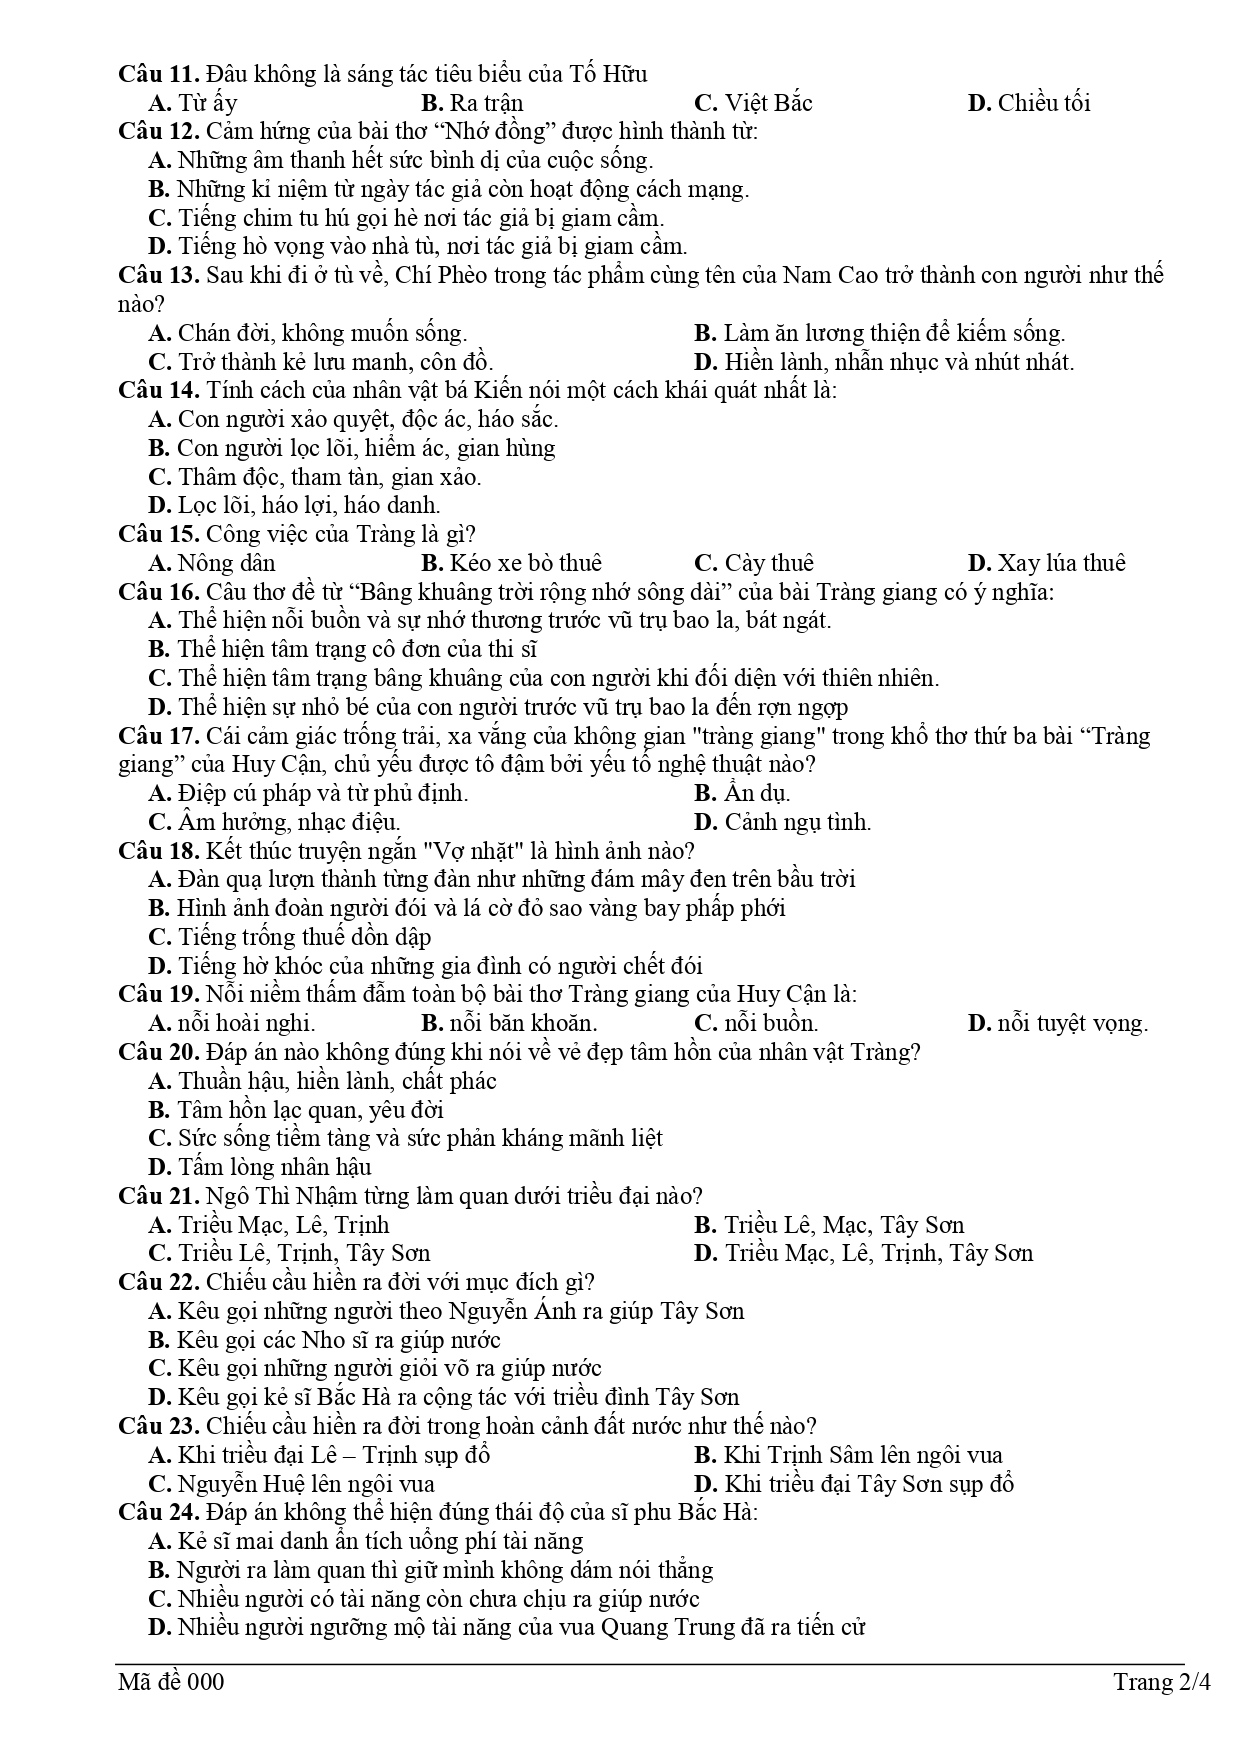 Câu 11. Đâu không là sáng tác tiêu biểu của Tố Hữu
A. Từ ấy B. Ra trận C. Việt Bắc D. Chiều tối
Câu 12. Cảm hứng của bài thơ “Nhớ đồng” được hình thành từ:
A. Những âm thanh hết sức bình dị của cuộc sống.
B. Những kỉ niệm từ ngày tác giả còn hoạt động cách mạng.
C. Tiếng chim tu hú gọi hè nơi tác giả bị giam cầm.
D. Tiếng hò vọng vào nhà tù, nơi tác giả bị giam cầm.
Câu 13. Sau khi đi ở tù về, Chí Phèo trong tác phẩm cùng tên của Nam Cao trở thành con người như thế
nào?
A. Chán đời, không muốn sống. B. Làm ăn lương thiện để kiếm sống.
C. Trở thành kẻ lưu manh, côn đồ. D. Hiền lành, nhẫn nhục và nhút nhát.
Câu 14. Tính cách của nhân vật bá Kiến nói một cách khái quát nhất là:
A. Con người xảo quyệt, độc ác, háo sắc.
B. Con người lọc lõi, hiểm ác, gian hùng
C. Thâm độc, tham tàn, gian xảo.
D. Lọc lõi, háo lợi, háo danh.
Câu 15. Công việc của Tràng là gì?
A. Nông dân B. Kéo xe bò thuê C. Cày thuê D. Xay lúa thuê
Câu 16. Câu thơ đề từ “Bâng khuâng trời rộng nhớ sông dài” của bài Tràng giang có ý nghĩa:
A. Thể hiện nỗi buồn và sự nhớ thương trước vũ trụ bao la, bát ngát.
B. Thể hiện tâm trạng cô đơn của thi sĩ
C. Thể hiện tâm trạng bâng khuâng của con người khi đối diện với thiên nhiên.
D. Thể hiện sự nhỏ bé của con người trước vũ trụ bao la đến rợn ngợp
Câu 17. Cái cảm giác trống trải, xa vắng của không gian "tràng giang" trong khổ thơ thứ ba bài “Tràng
giang” của Huy Cận, chủ yếu được tô đậm bởi yếu tố nghệ thuật nào?
A. Điệp cú pháp và từ phủ định. B. Ẩn dụ.
C. Âm hưởng, nhạc điệu. D. Cảnh ngụ tình.
Câu 18. Kết thúc truyện ngắn "Vợ nhặt" là hình ảnh nào?
A. Đàn quạ lượn thành từng đàn như những đám mây đen trên bầu trời
B. Hình ảnh đoàn người đói và lá cờ đỏ sao vàng bay phấp phới
C. Tiếng trống thuế dồn dập
D. Tiếng hờ khóc của những gia đình có người chết đói
Câu 19. Nỗi niềm thấm đẫm toàn bộ bài thơ Tràng giang của Huy Cận là:
A. nỗi hoài nghi. B. nỗi băn khoăn. C. nỗi buồn. D. nỗi tuyệt vọng.
Câu 20. Đáp án nào không đúng khi nói về vẻ đẹp tâm hồn của nhân vật Tràng?
A. Thuần hậu, hiền lành, chất phác
B. Tâm hồn lạc quan, yêu đời
C. Sức sống tiềm tàng và sức phản kháng mãnh liệt
D. Tấm lòng nhân hậu
Câu 21. Ngô Thì Nhậm từng làm quan dưới triều đại nào?
A. Triều Mạc, Lê, Trịnh B. Triều Lê, Mạc, Tây Sơn
C. Triều Lê, Trịnh, Tây Sơn D. Triều Mạc, Lê, Trịnh, Tây Sơn
Câu 22. Chiếu cầu hiền ra đời với mục đích gì?
A. Kêu gọi những người theo Nguyễn Ánh ra giúp Tây Sơn
B. Kêu gọi các Nho sĩ ra giúp nước
C. Kêu gọi những người giỏi võ ra giúp nước
D. Kêu gọi kẻ sĩ Bắc Hà ra cộng tác với triều đình Tây Sơn
Câu 23. Chiếu cầu hiền ra đời trong hoàn cảnh đất nước như thế nào?
A. Khi triều đại Lê – Trịnh sụp đổ B. Khi Trịnh Sâm lên ngôi vua
C. Nguyễn Huệ lên ngôi vua D. Khi triều đại Tây Sơn sụp đổ
Câu 24. Đáp án không thể hiện đúng thái độ của sĩ phu Bắc Hà:
A. Kẻ sĩ mai danh ẩn tích uổng phí tài năng
B. Người ra làm quan thì giữ mình không dám nói thẳng
C. Nhiều người có tài năng còn chưa chịu ra giúp nước
D. Nhiều người ngưỡng mộ tài năng của vua Quang Trung đã ra tiến cử
Mã đề 000 Trang 2/4